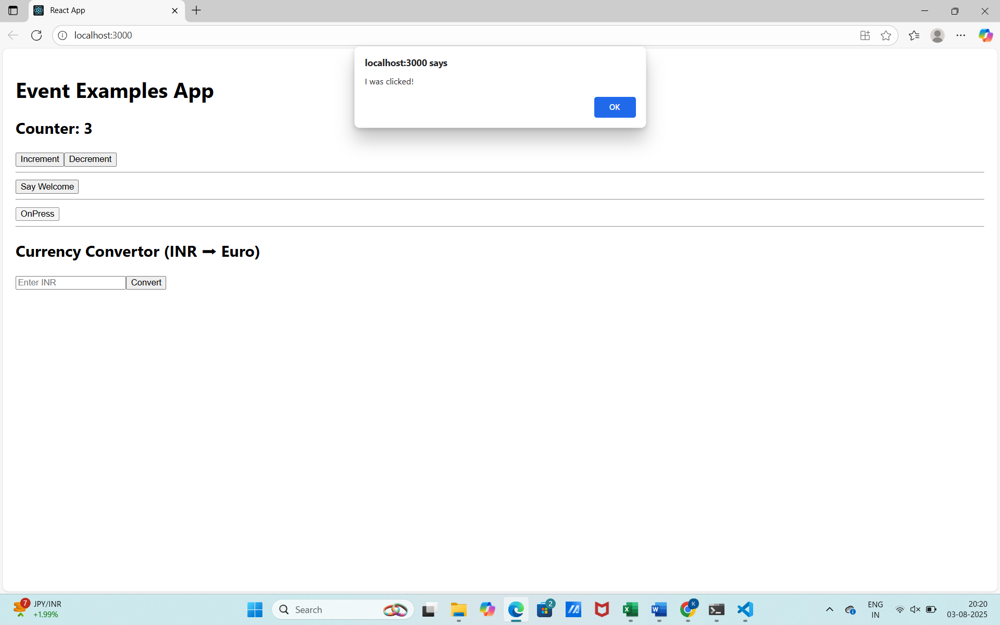 React App
localhost:3000
localhost:3000 says
I was clicked!
OK
Event Examples App
Counter: 3
Increment Decrement
Say Welcome
OnPress
Currency Convertor (INR ➞ Euro)
Enter INR Convert
7 JPY/INR
+1.99%
Search
2
K
ENG
IN
20:20
03-08-2025